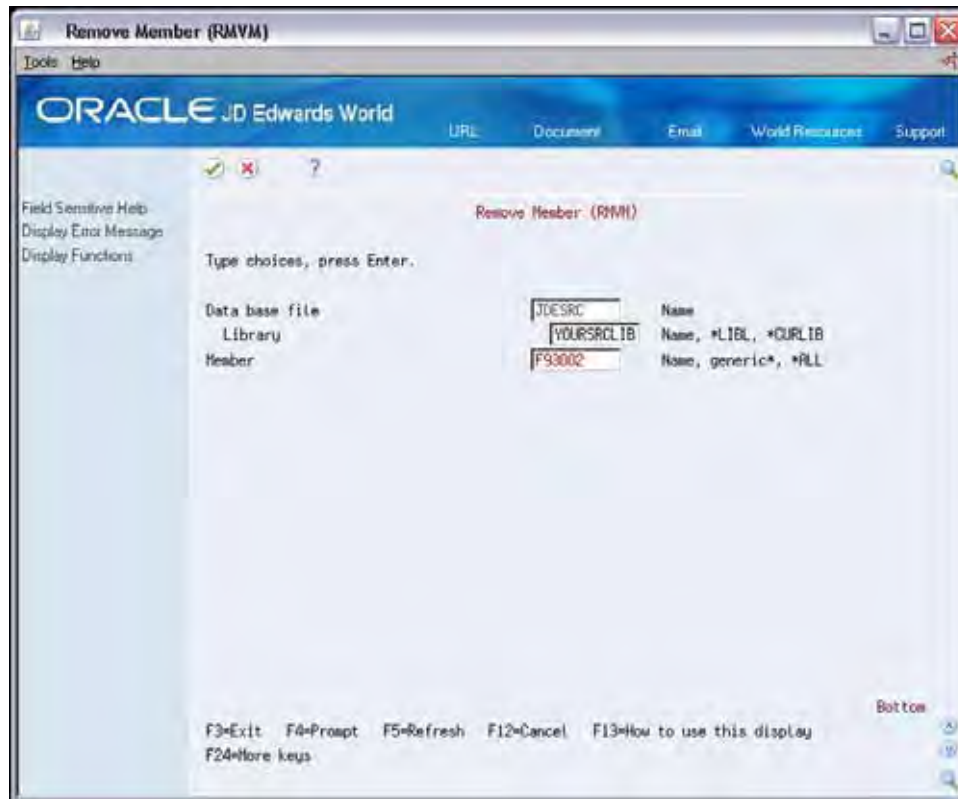 Remove Member (RMVM)
Tools Help
ORACLE JD Edwards World
URL Document Email World Resources Support
?
Field Sensitive Help
Display Error Message
Display Functions
Remove Member (RMVM)
Type choices, press Enter.
Data base file JDESRC Name
Library YOURSRCLIB Name, *LIBL, *CURLIB
Member F93002 Name, generic*, *ALL
Bottom
F3=Exit F4=Prompt F5=Refresh F12=Cancel F13=How to use this display
F24=More keys